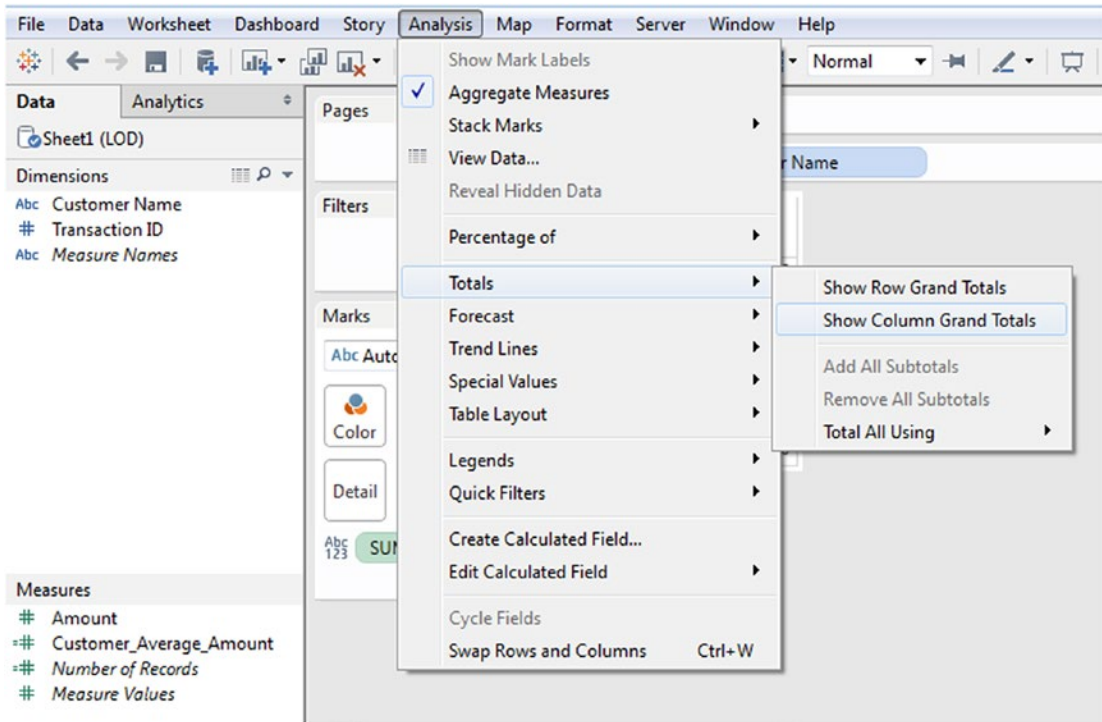 File Data Worksheet Dashboard Story Analysis Map Format Server Window Help
Normal
Data Analytics
Sheet1 (LOD)
Dimensions
Abc Customer Name
# Transaction ID
Abc Measure Names
Measures
# Amount
=# Customer_Average_Amount
=# Number of Records
# Measure Values
Pages
Filters
Marks
Abc Auto
Color
Detail
Abc
123
SUM
Show Mark Labels
Aggregate Measures
Stack Marks
View Data...
Reveal Hidden Data
Percentage of
Totals
Forecast
Trend Lines
Special Values
Table Layout
Legends
Quick Filters
Create Calculated Field...
Edit Calculated Field
Cycle Fields
Swap Rows and Columns Ctrl+W
r Name
Show Row Grand Totals
Show Column Grand Totals
Add All Subtotals
Remove All Subtotals
Total All Using